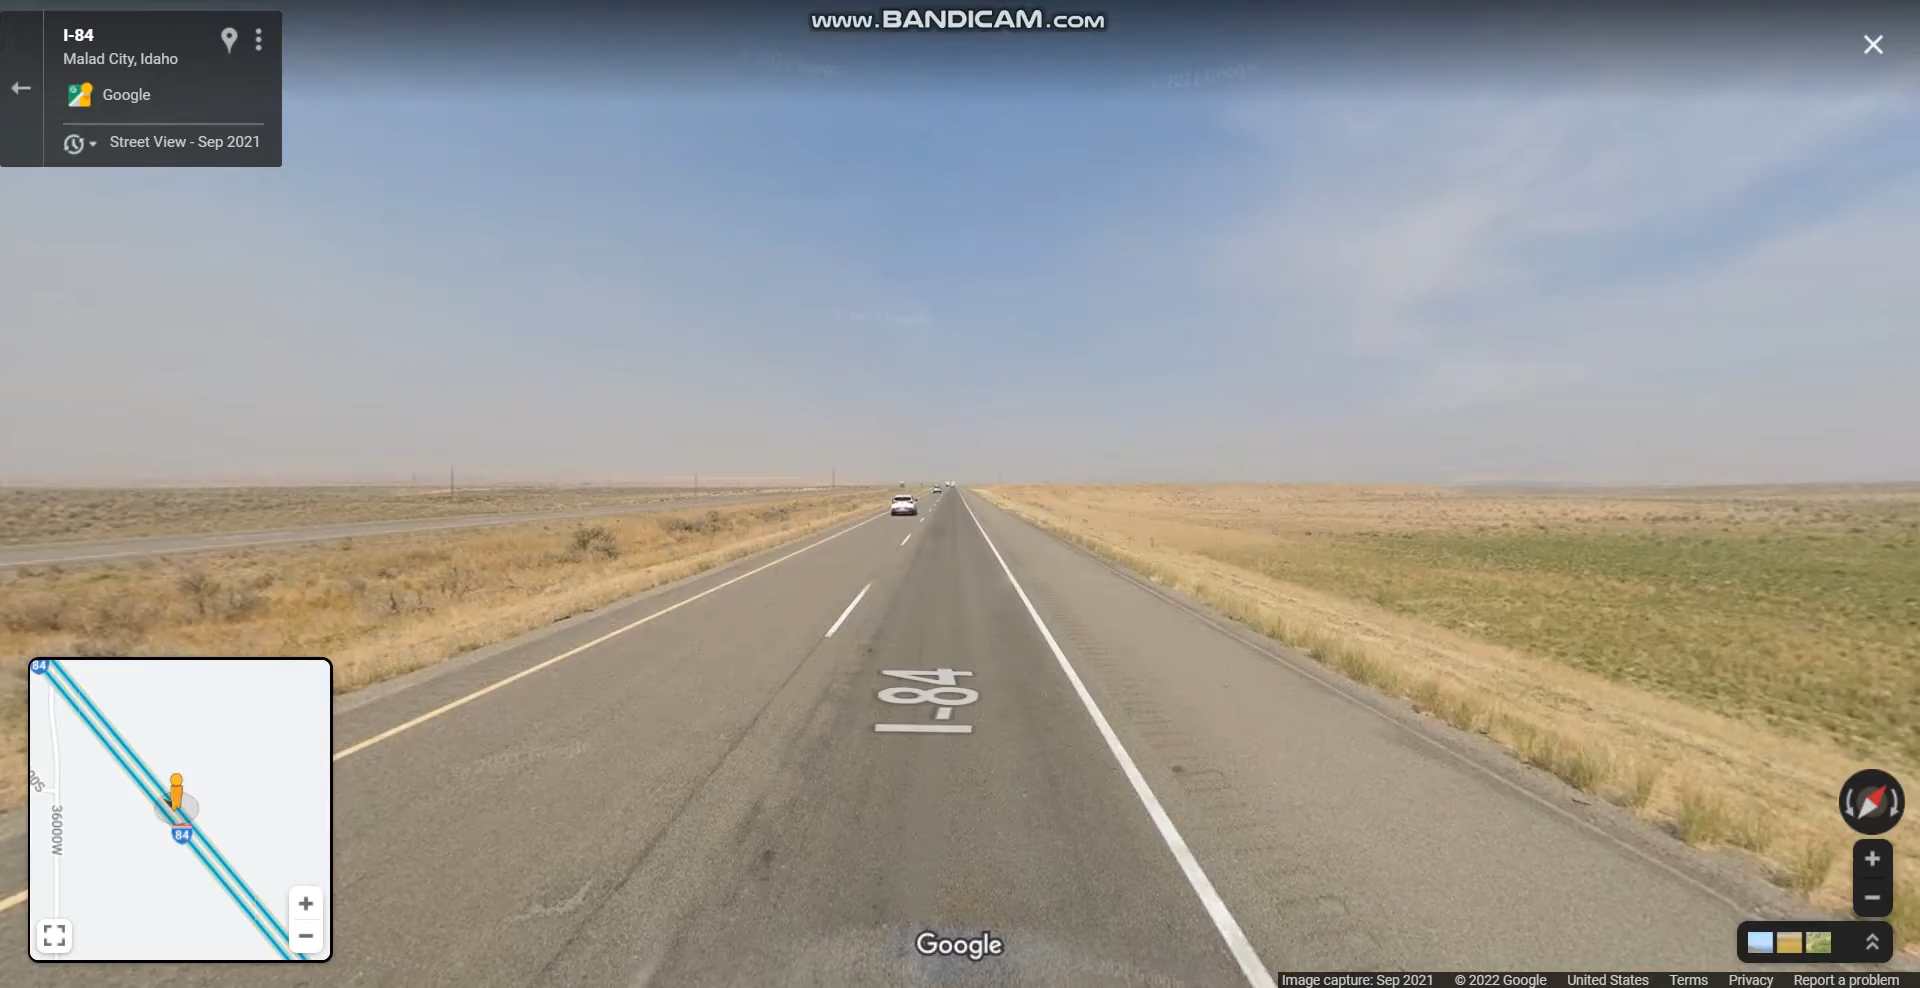 www.BANDICAM.com
I-84
Malad City, Idaho
Google
Street View - Sep 2021
I-84
84
84
36000W
Google
Image capture: Sep 2021 © 2022 Google United States Terms Privacy Report a problem